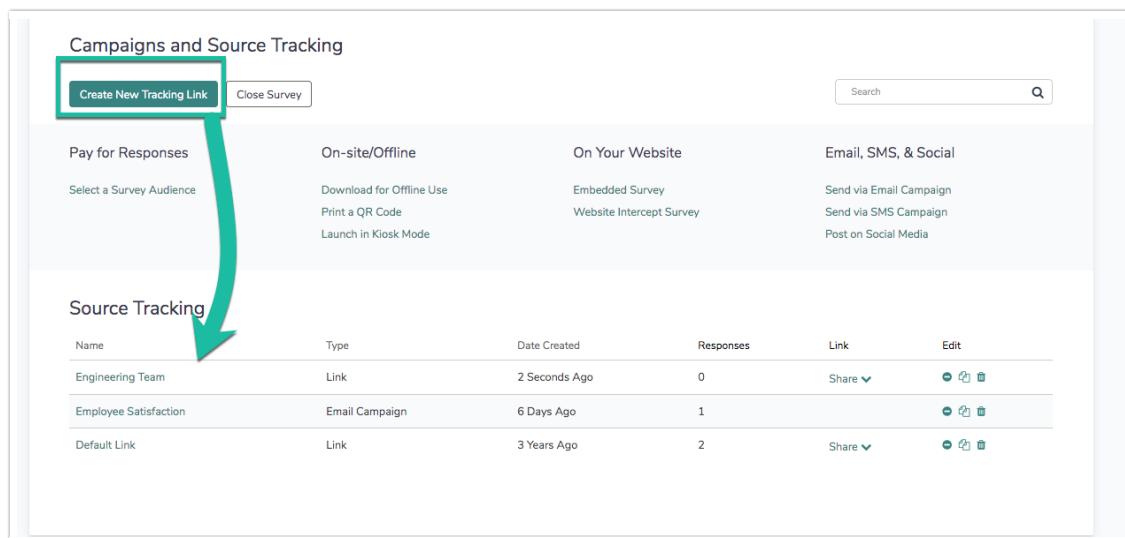 Campaigns and Source Tracking
Create New Tracking Link Close Survey Search
Pay for Responses On-site/Offline On Your Website Email, SMS, & Social
Select a Survey Audience Download for Offline Use Embedded Survey Send via Email Campaign
Print a QR Code Website Intercept Survey Send via SMS Campaign
Launch in Kiosk Mode Post on Social Media
Source Tracking
Name Type Date Created Responses Link Edit
Engineering Team Link 2 Seconds Ago 0 Share
Employee Satisfaction Email Campaign 6 Days Ago 1
Default Link Link 3 Years Ago 2 Share